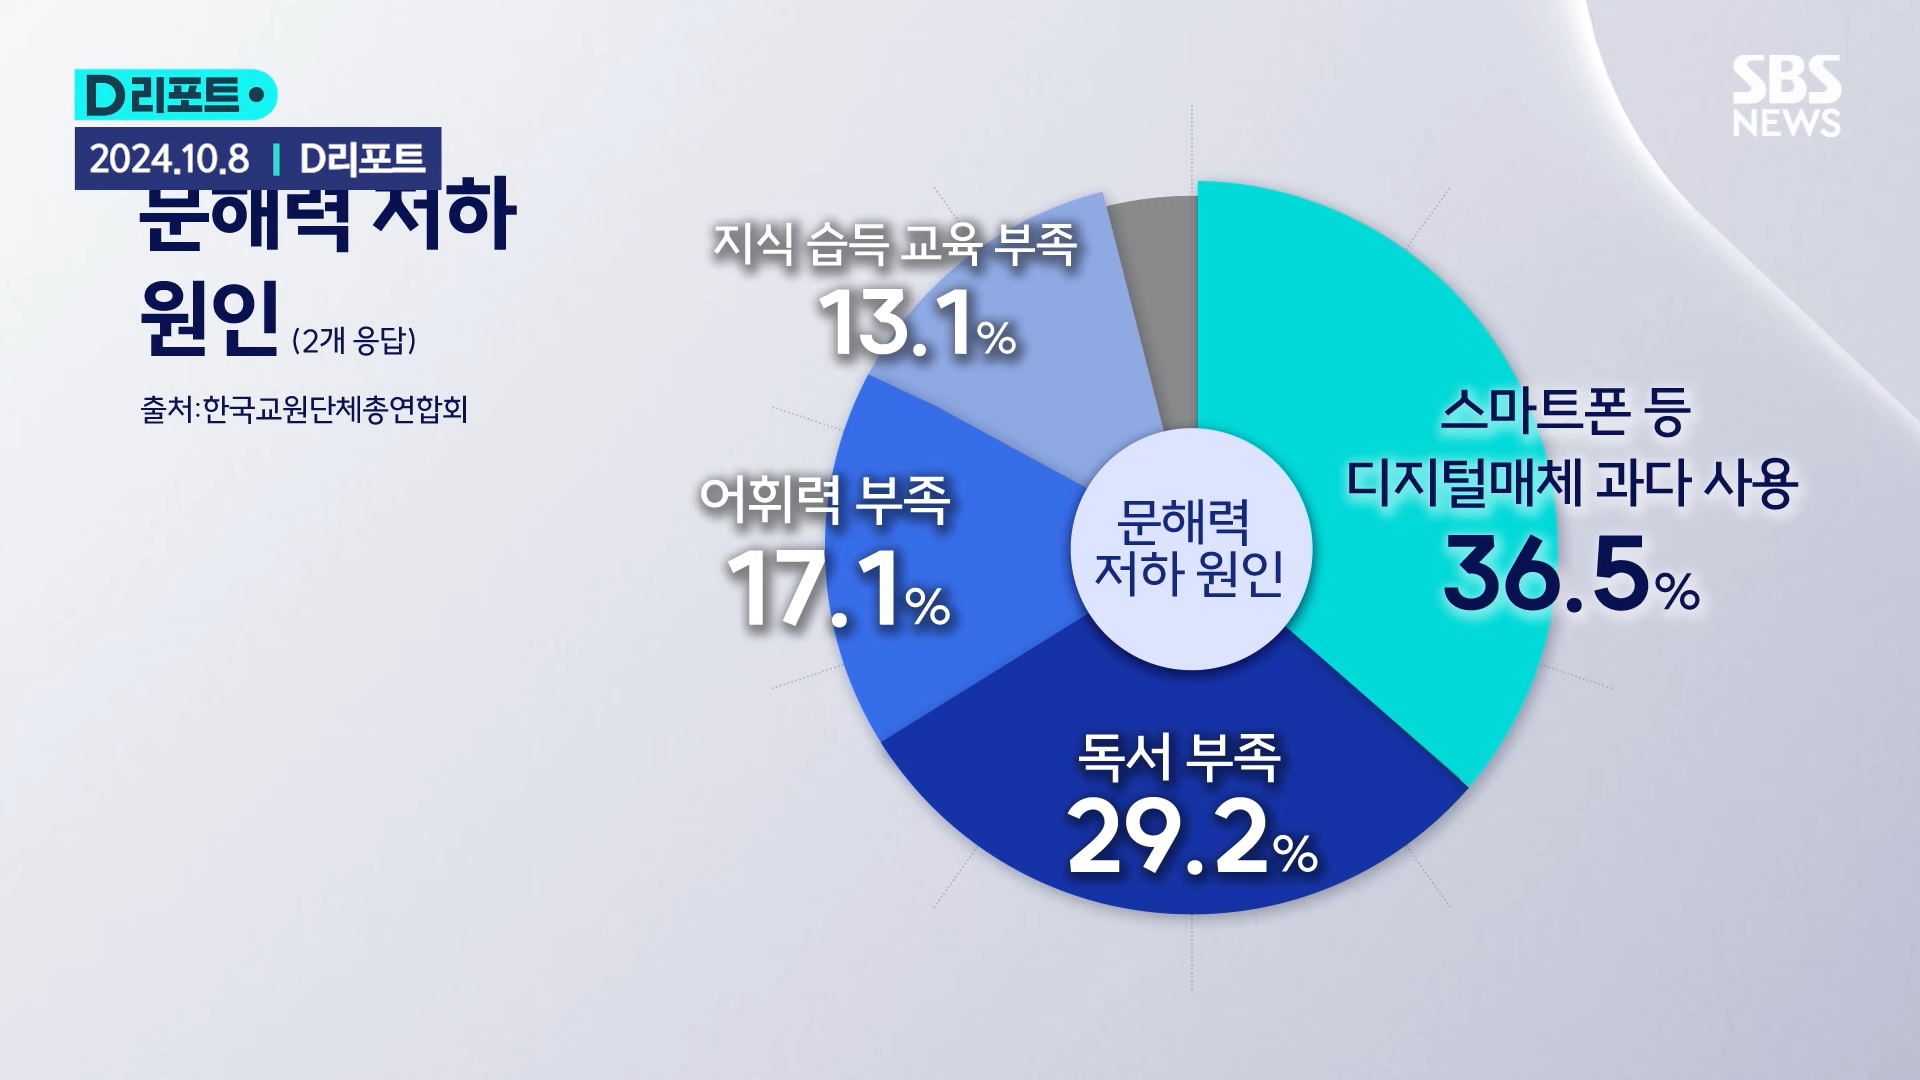 D리포트
SBS
NEWS
2024.10.8 | D리포트
문해력 저하
원인 (2개 응답)
출처:한국교원단체총연합회
지식 습득 교육 부족
13.1%
스마트폰 등
디지털매체 과다 사용
36.5%
어휘력 부족
17.1%
문해력
저하 원인
독서 부족
29.2%